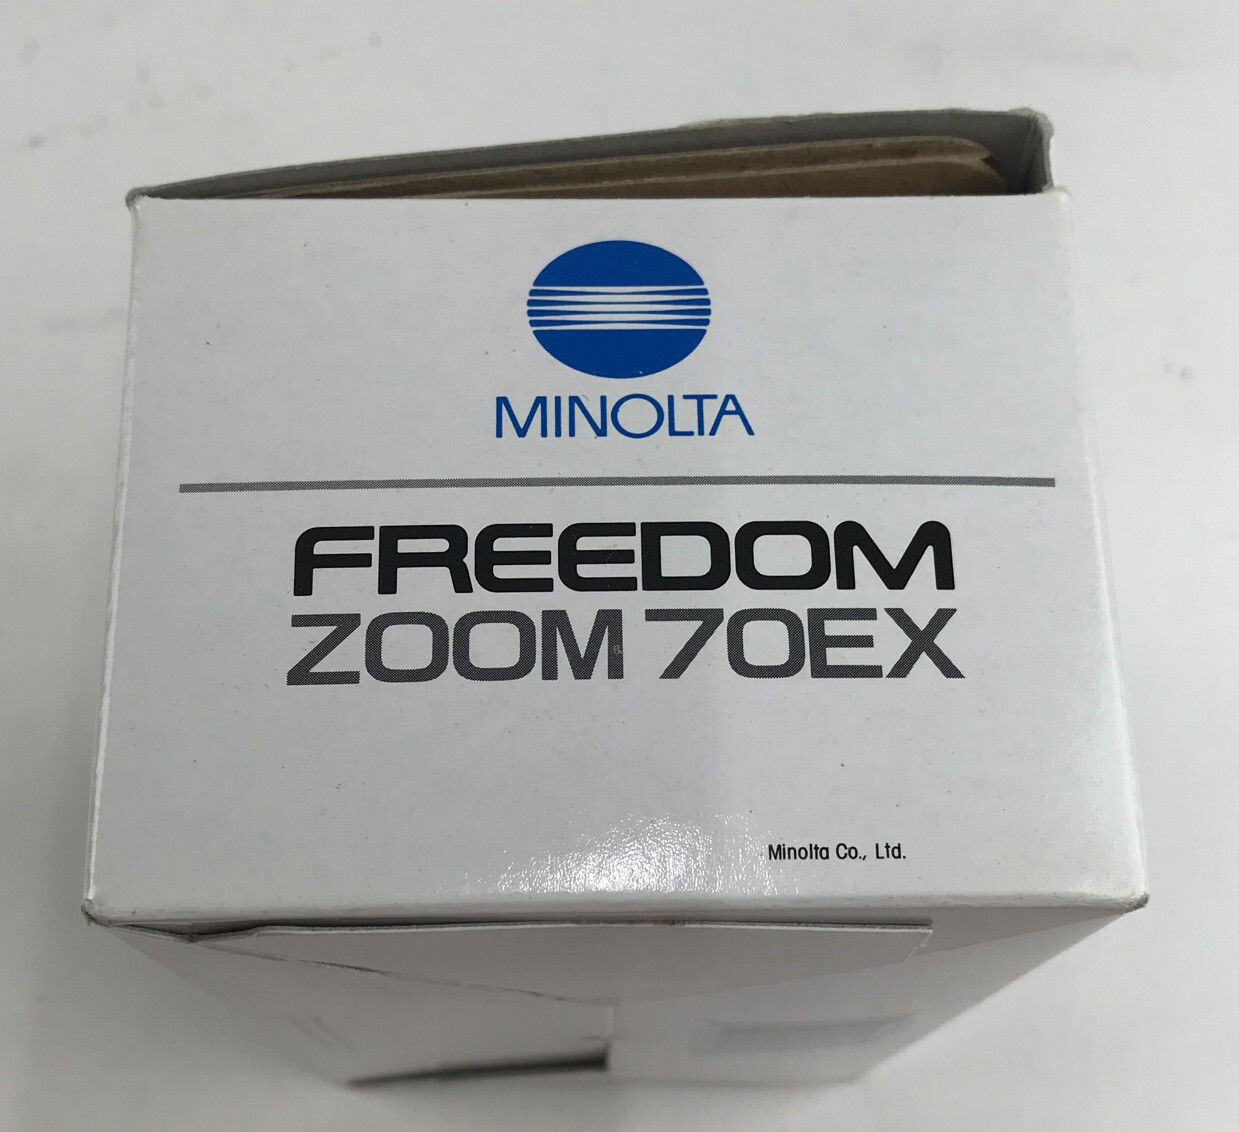 MINOLTA
FREEDOM
ZOOM 70EX
Minolta Co., Ltd.